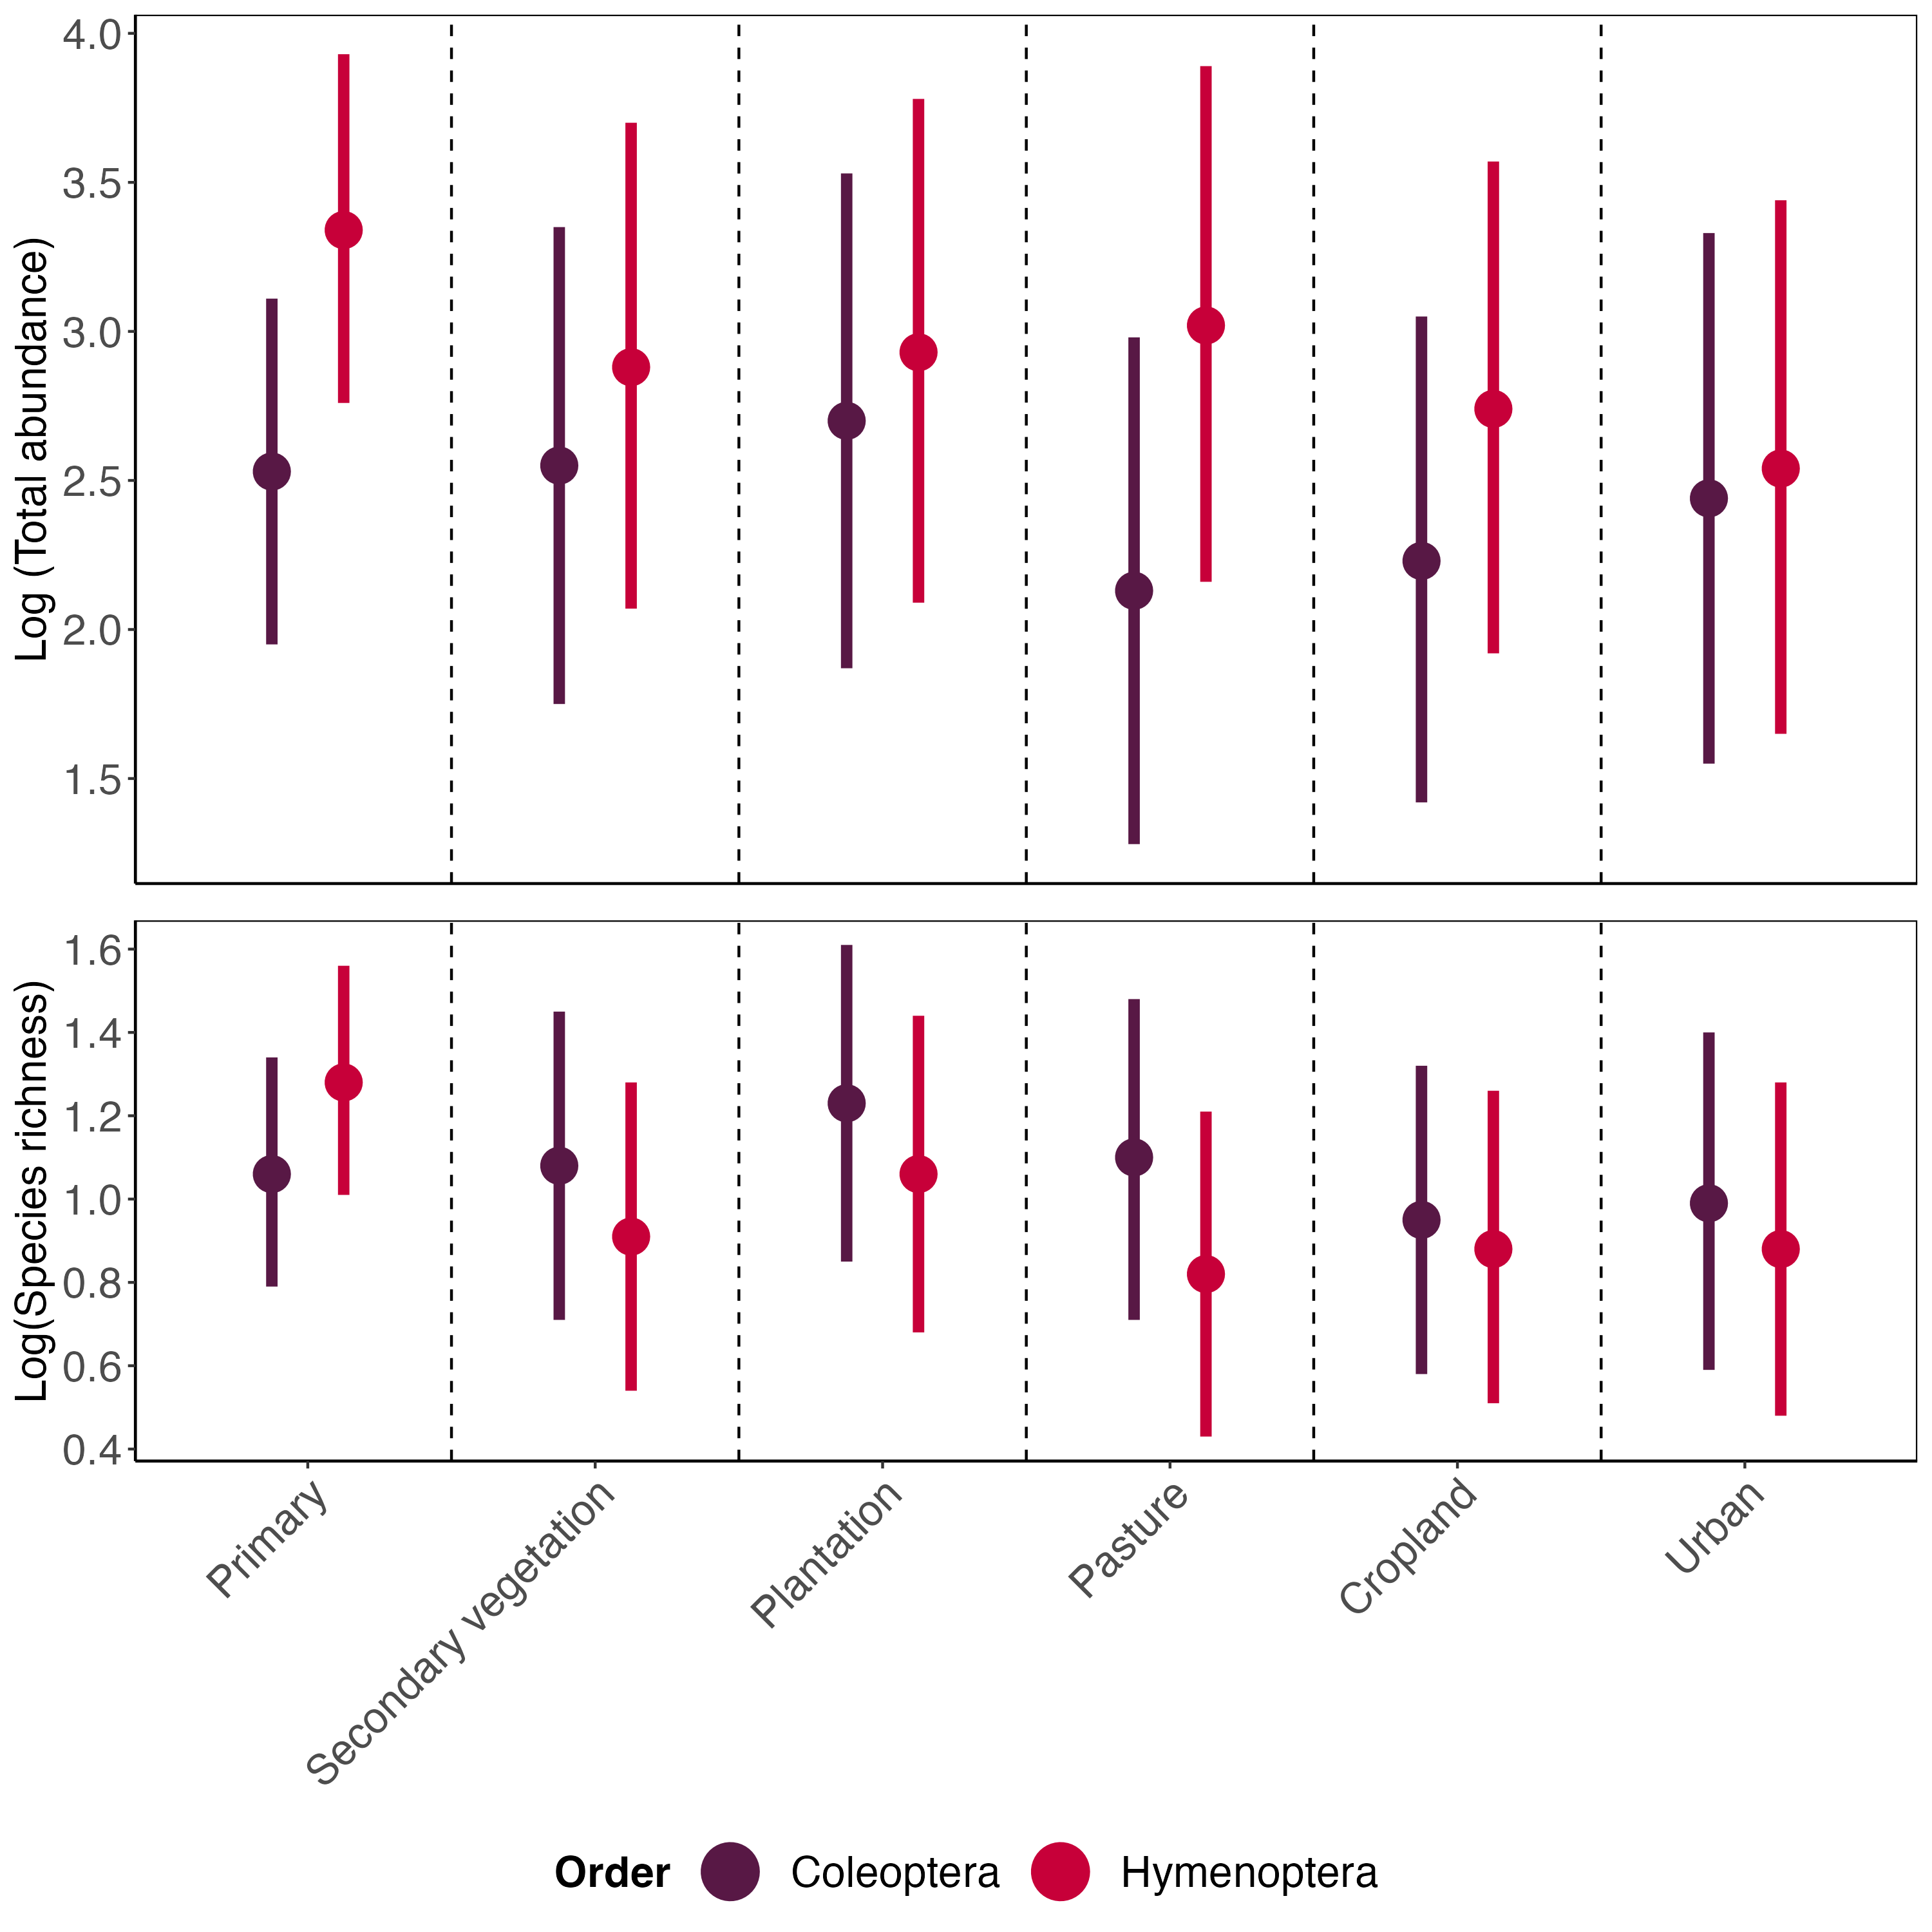 Log (Total abundance)
4.0
3.5
3.0
2.5
2.0
1.5
Log(Species richness)
1.6
1.4
1.2
1.0
0.8
0.6
0.4
Primary
Secondary vegetation
Plantation
Pasture
Cropland
Urban
Order Coleoptera Hymenoptera